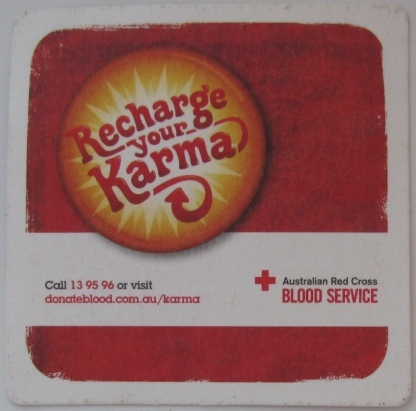 Recharge
your
Karma
Call 13 95 96 or visit
donateblood.com.au/karma
Australian Red Cross
BLOOD SERVICE